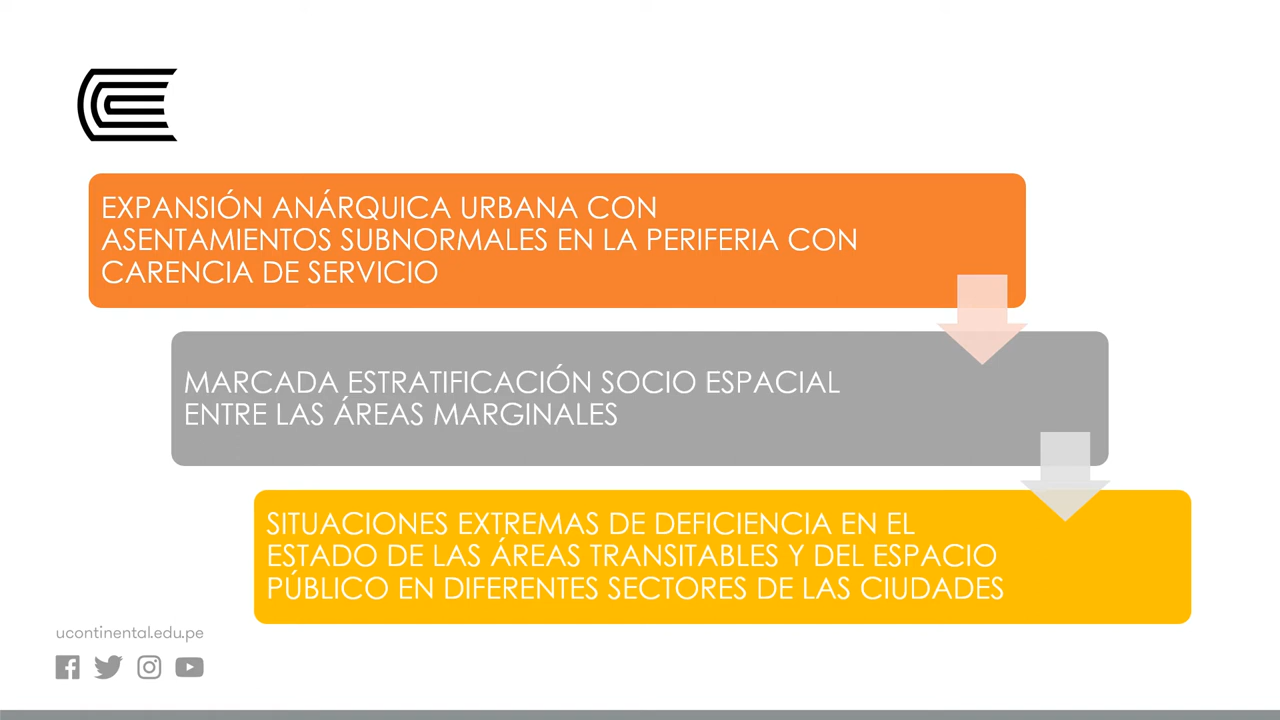 EXPANSIÓN ANÁRQUICA URBANA CON
ASENTAMIENTOS SUBNORMALES EN LA PERIFERIA CON
CARENCIA DE SERVICIO
MARCADA ESTRATIFICACIÓN SOCIO ESPACIAL
ENTRE LAS ÁREAS MARGINALES
SITUACIONES EXTREMAS DE DEFICIENCIA EN EL
ESTADO DE LAS ÁREAS TRANSITABLES Y DEL ESPACIO
PÚBLICO EN DIFERENTES SECTORES DE LAS CIUDADES
ucontinental.edu.pe